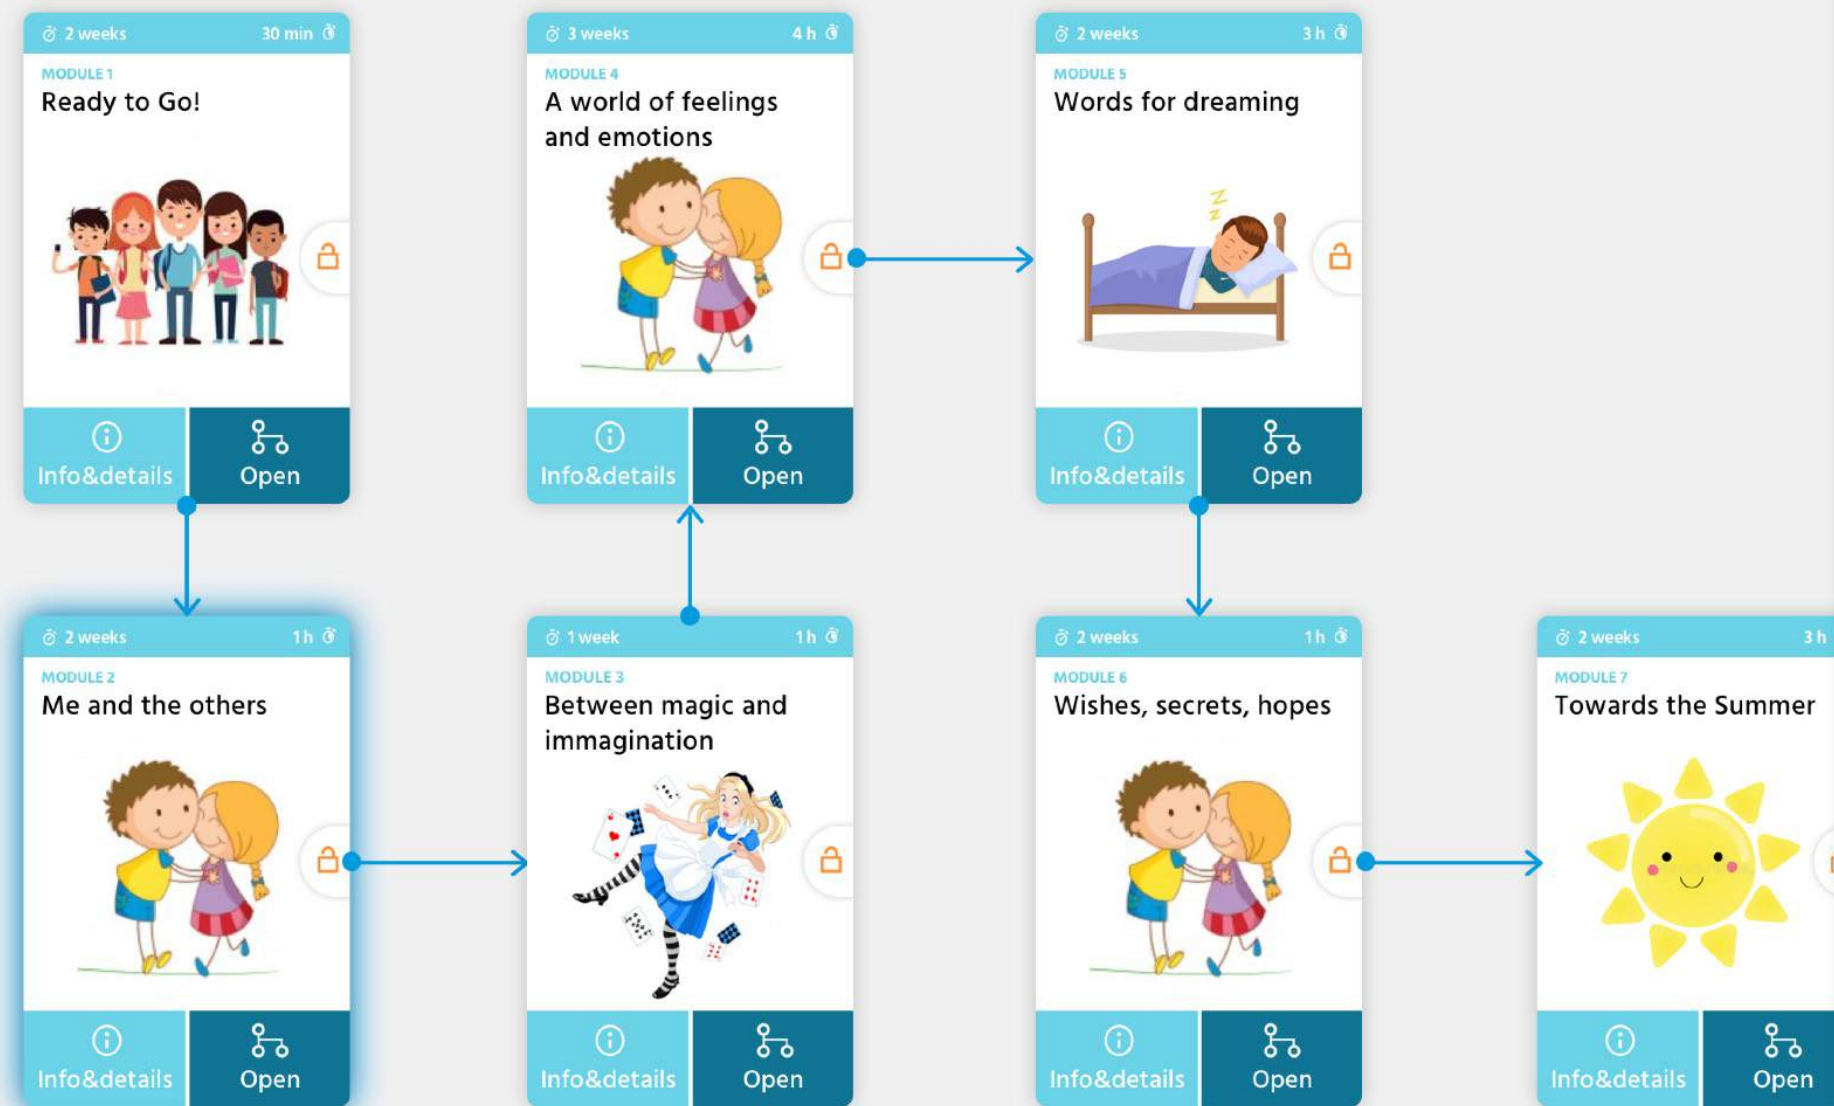 2 weeks 30 min
MODULE 1
Ready to Go!
Info&details Open
2 weeks 1 h
MODULE 2
Me and the others
Info&details Open
1 week 1 h
MODULE 3
Between magic and
immagination
Info&details Open
3 weeks 4 h
MODULE 4
A world of feelings
and emotions
Info&details Open
2 weeks 3 h
MODULE 5
Words for dreaming
z
z
Info&details Open
2 weeks 1 h
MODULE 6
Wishes, secrets, hopes
Info&details Open
2 weeks 3 h
MODULE 7
Towards the Summer
Info&details Open